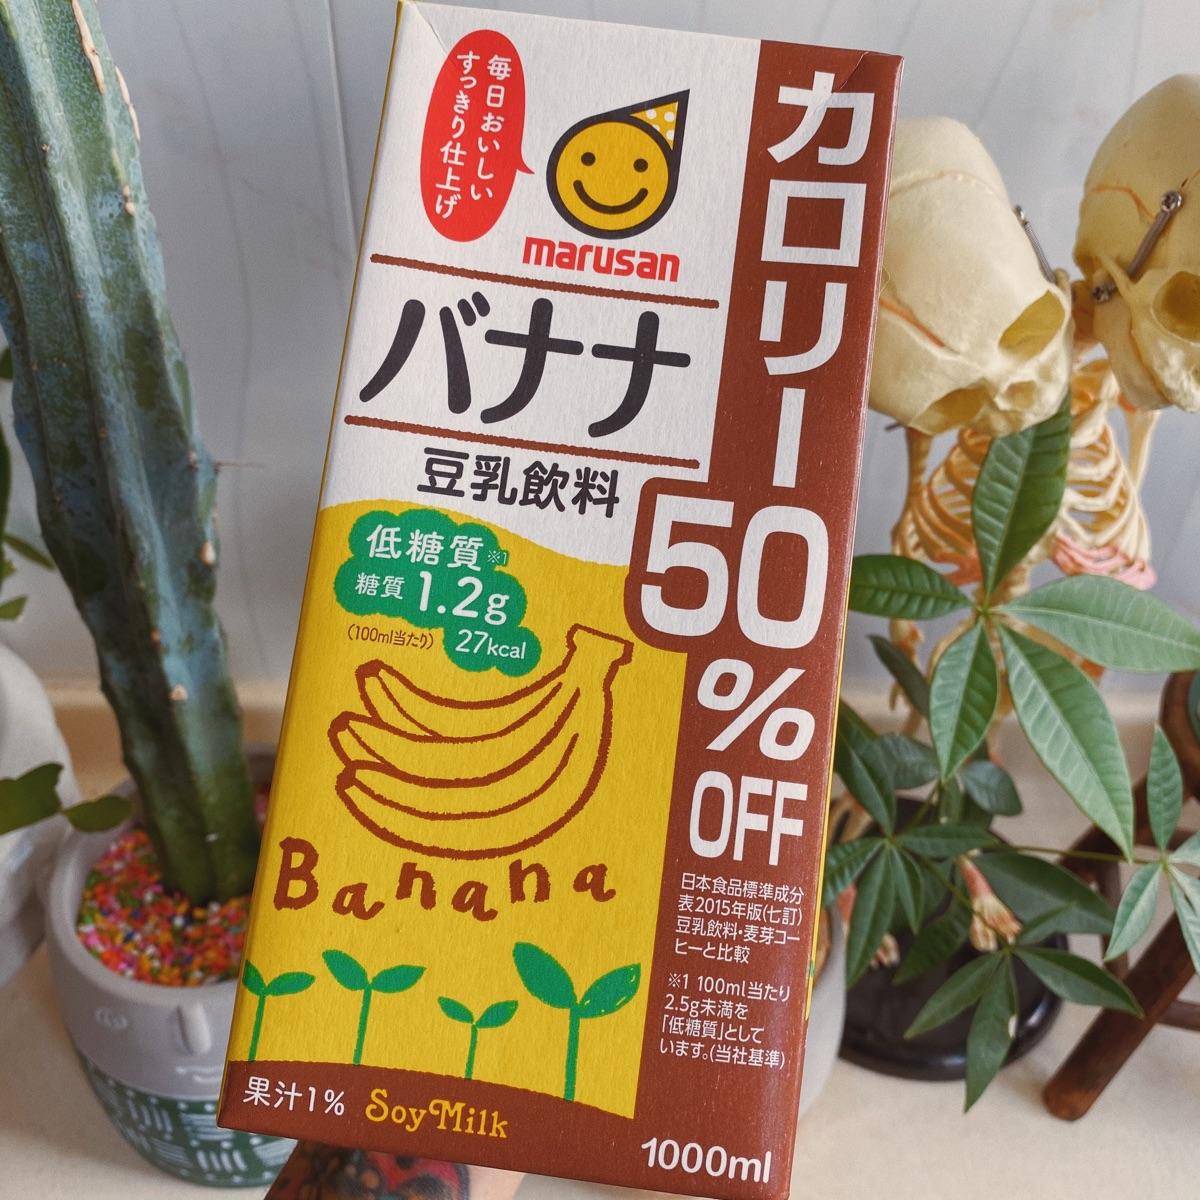 毎日おいしい
すっきり仕上げ
marusan
バナナ
豆乳飲料
カロリー
50
%
OFF
低糖質※1
糖質1.2g
(100ml当たり) 27kcal
Banana
日本食品標準成分
表2015年版(七訂)
豆乳飲料・麦芽コー
ヒーと比較
※1 100ml当たり
2.5g未満を
「低糖質」として
います。(当社基準)
果汁1% Soy Milk
1000ml